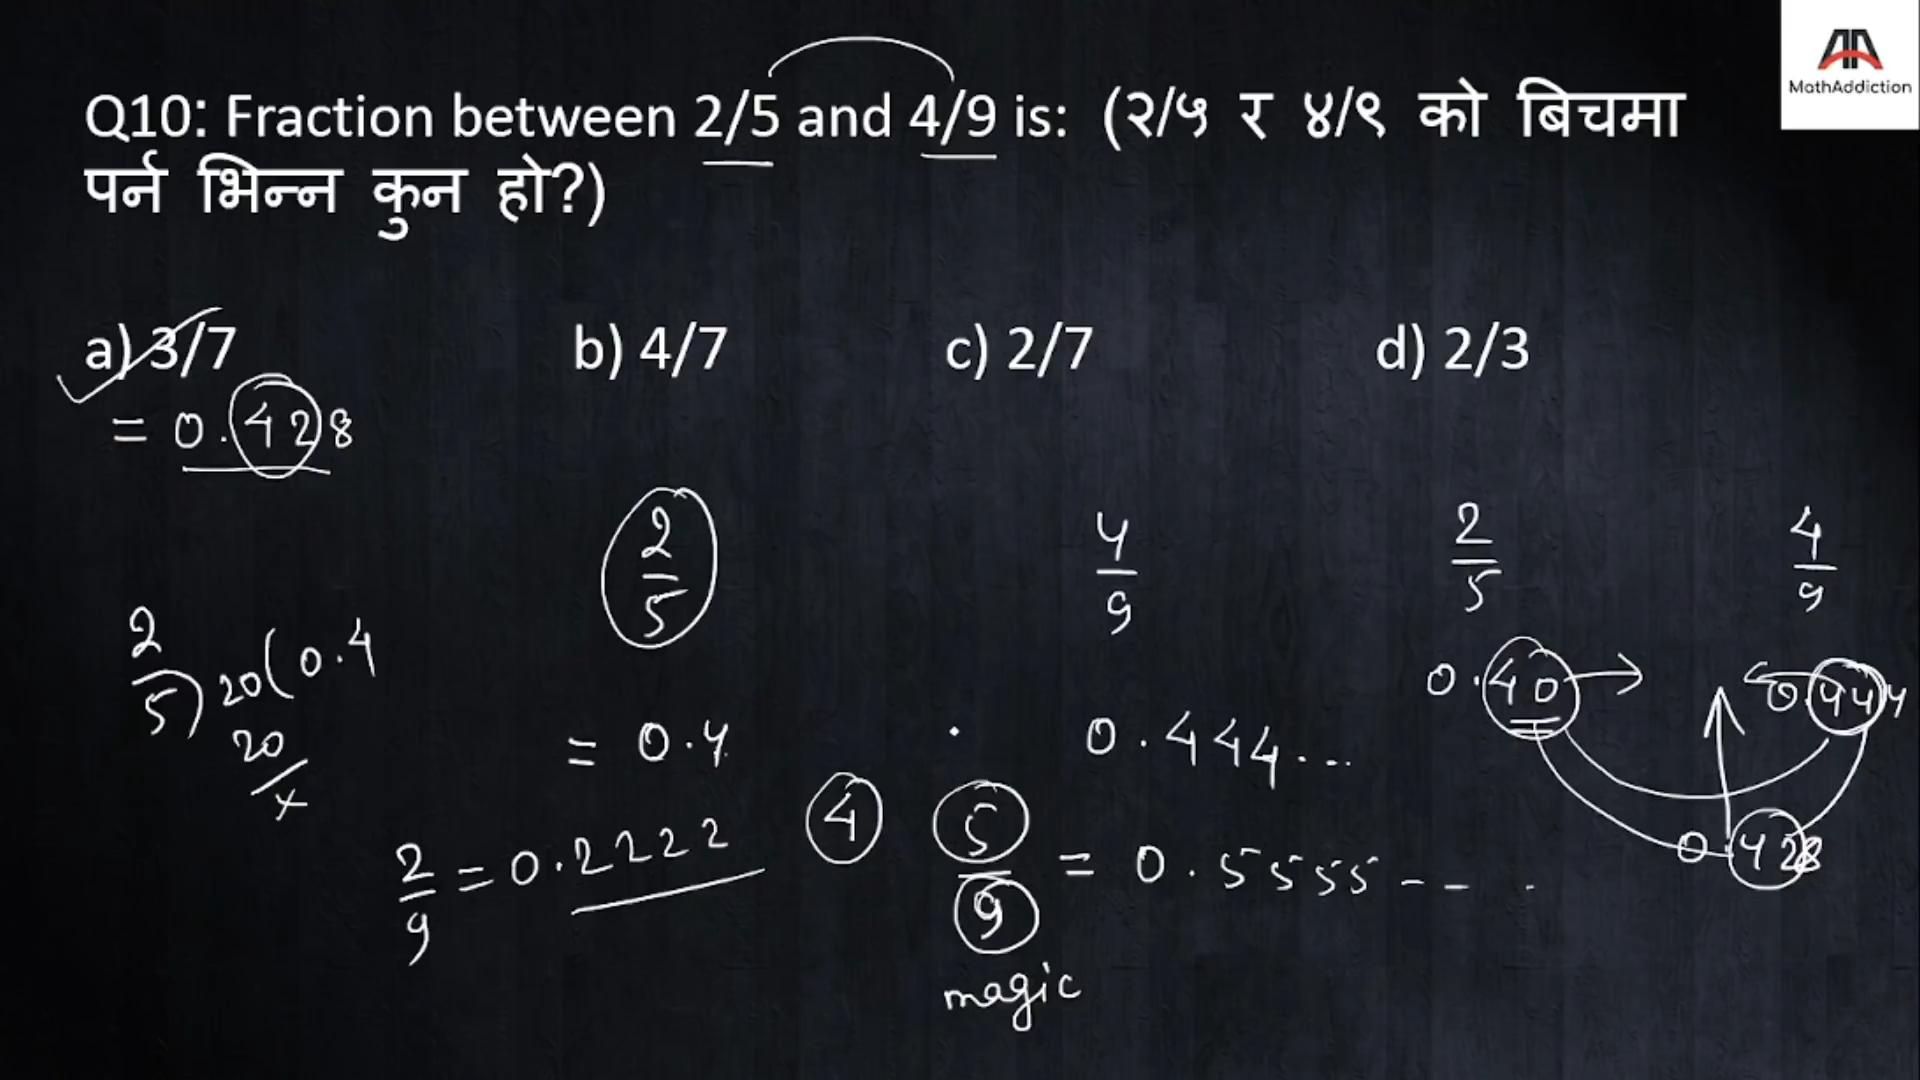 MathAddiction
Q10: Fraction between 2/5 and 4/9 is: (२/५ र ४/९ को बिचमा
पर्न भिन्न कुन हो?)
a) 3/7 b) 4/7 c) 2/7 d) 2/3
= 0.428
2/5 4/9 2/5 4/9
2
5) 20 ( 0.4
20
x
0.40 → ← 0.444
= 0.4 0.444...
2/9 = 0.2222 4 5/9 = 0.5555-- . 0.428
magic